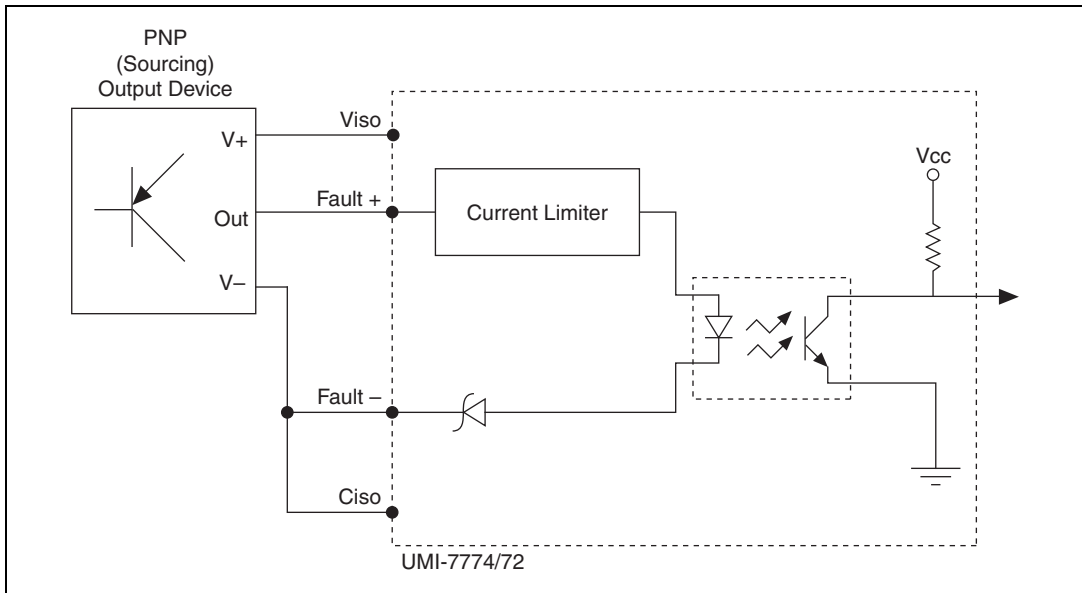 PNP
(Sourcing)
Output Device
V+
Out
V–
Viso
Fault +
Fault –
Ciso
Current Limiter
Vcc
UMI-7774/72